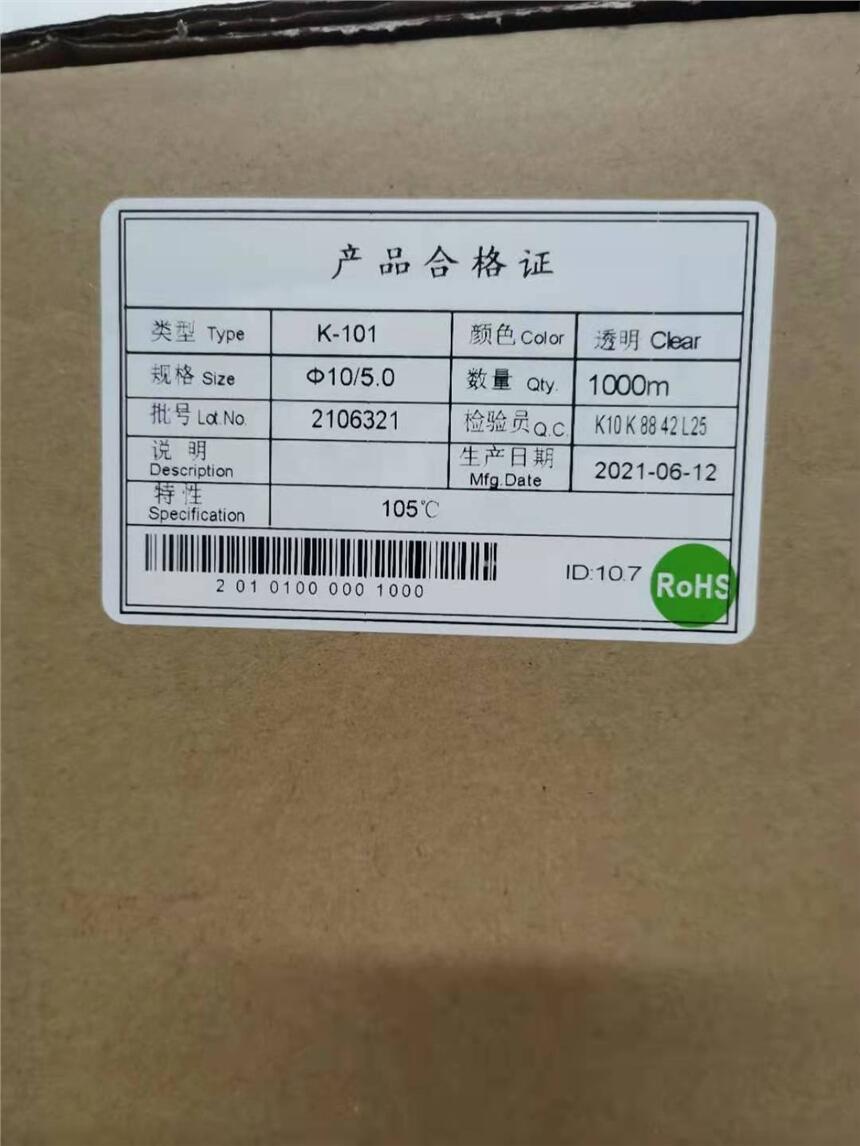 产品合格证
类型 Type K-101 颜色 Color 透明 Clear
规格 Size Φ10/5.0 数量 Qty. 1000m
批号 Lot.No. 2106321 检验员 Q.C. K10 K 88 42 L25
说 明 Description 生产日期 Mfg.Date 2021-06-12
特性 Specification 105℃
2 01 0100 000 1000 ID:10.7 RoHS